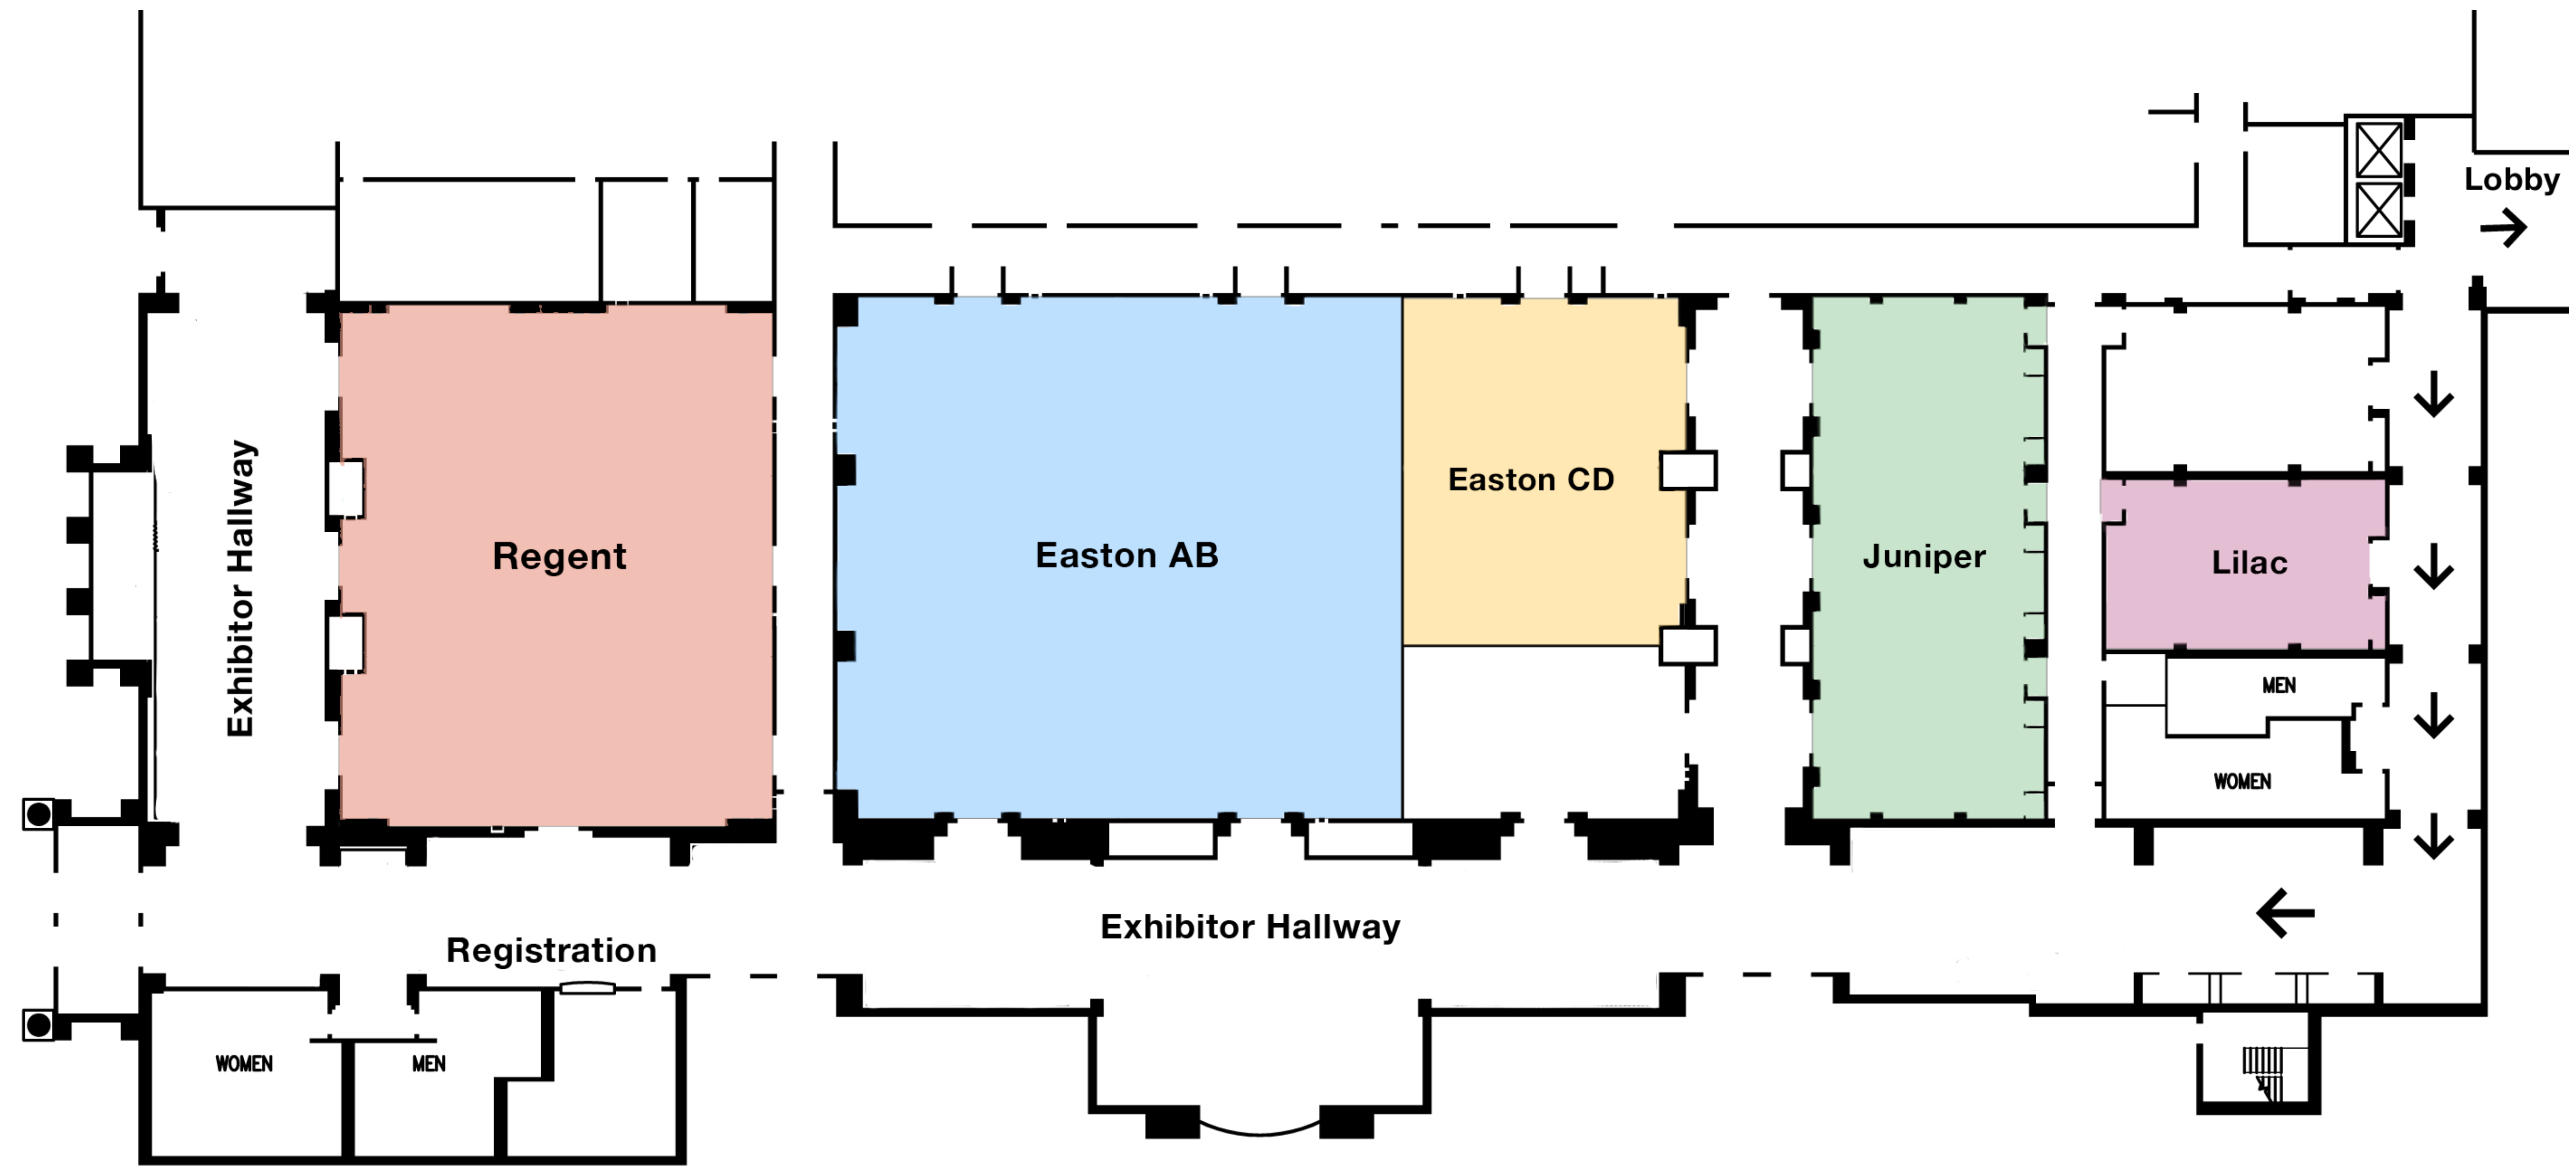 Lobby
Exhibitor Hallway
Regent
Easton AB
Easton CD
Juniper
Lilac
MEN
WOMEN
Exhibitor Hallway
Registration
WOMEN
MEN